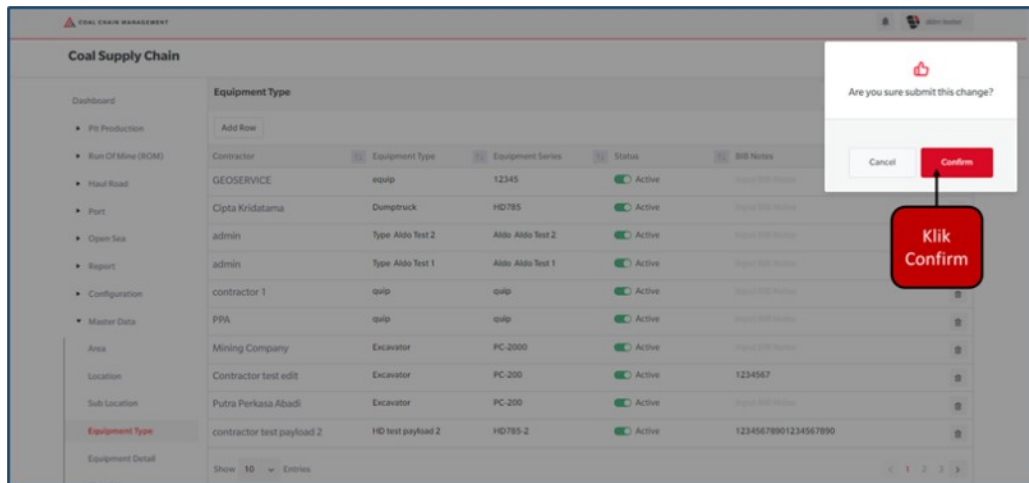 COAL CHAIN MANAGEMENT
Coal Supply Chain
Are you sure submit this change?
Cancel
Confirm
Klik
Confirm
Dashboard
Pit Production
Run Of Mine (ROM)
Haul Road
Port
Open Sea
Report
Configuration
Master Data
Area
Location
Sub Location
Equipment Type
Equipment Detail
Equipment Type
Add Row
Contractor Equipment Type Equipment Series Status BIB Notes
GEOSERVICE equip 12345 Active
Cipta Kridatama Dumptruck HD785 Active
admin Type Aldo Test 2 Aldo Aldo Test 2 Active
admin Type Aldo Test 1 Aldo Aldo Test 1 Active
contractor 1 quip quip Active
PPA quip quip Active
Mining Company Excavator PC-2000 Active
Contractor test edit Excavator PC-200 Active 1234567
Putra Perkasa Abadi Excavator PC-200 Active
contractor test payload 2 HD test payload 2 HD785-2 Active 12345678901234567890
Show 10 Entries
1 2 3